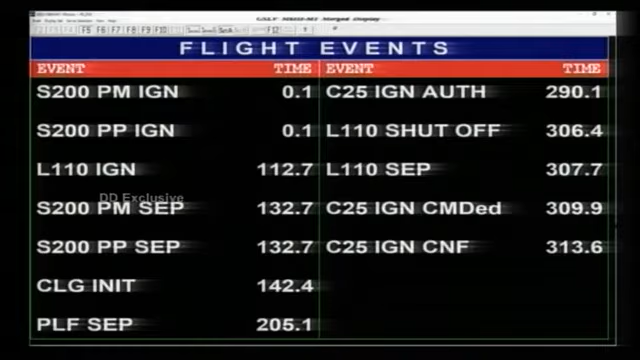 FLIGHT EVENTS
EVENT TIME EVENT TIME
S200 PM IGN 0.1 C25 IGN AUTH 290.1
S200 PP IGN 0.1 L110 SHUT OFF 306.4
L110 IGN 112.7 L110 SEP 307.7
DD Exclusive
S200 PM SEP 132.7 C25 IGN CMDed 309.9
S200 PP SEP 132.7 C25 IGN CNF 313.6
CLG INIT 142.4
PLF SEP 205.1